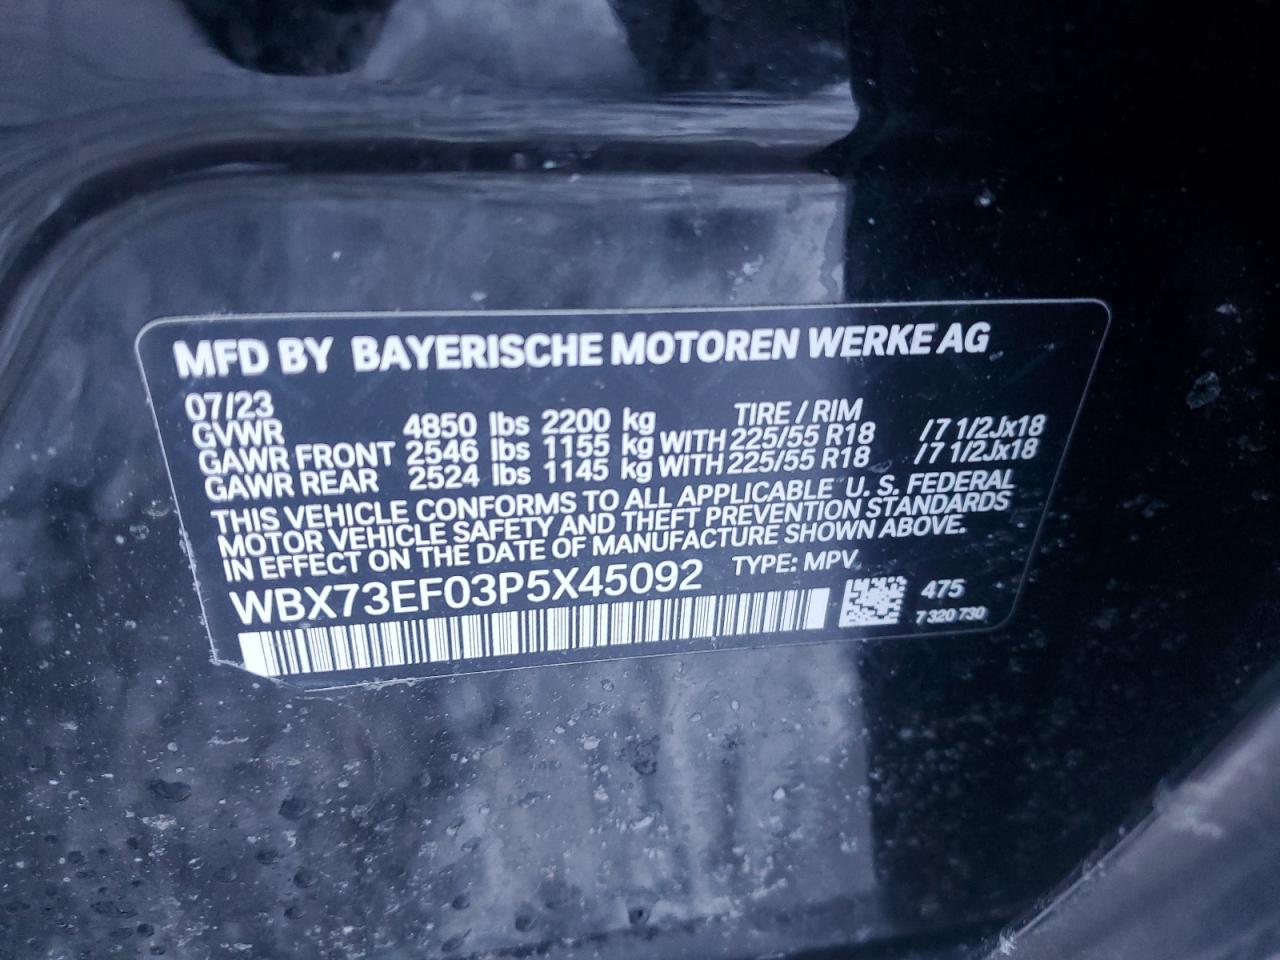 MFD BY BAYERISCHE MOTOREN WERKE AG
07/23 TIRE / RIM
GVWR 4850 lbs 2200 kg
GAWR FRONT 2546 lbs 1155 kg WITH 225/55 R18 /7 1/2Jx18
GAWR REAR 2524 lbs 1145 kg WITH 225/55 R18 /7 1/2Jx18
THIS VEHICLE CONFORMS TO ALL APPLICABLE U. S. FEDERAL
MOTOR VEHICLE SAFETY AND THEFT PREVENTION STANDARDS
IN EFFECT ON THE DATE OF MANUFACTURE SHOWN ABOVE.
WBX73EF03P5X45092 TYPE: MPV
475
7 320 730